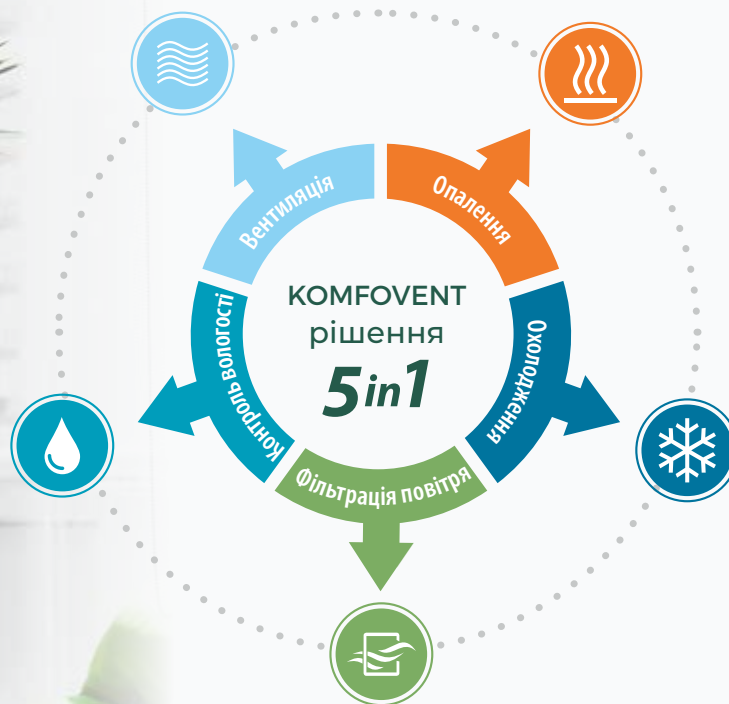 Вентиляція
Опалення
KOMFOVENT
рішення
5in1
Контроль вологості
Охолодження
Фільтрація повітря